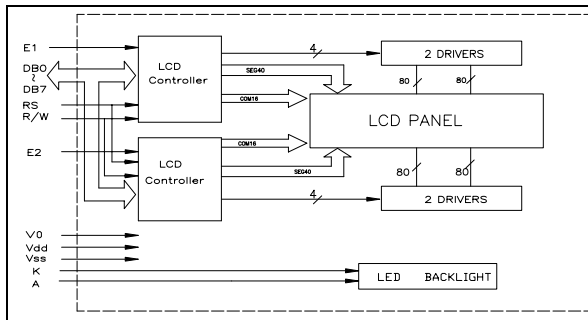 E1
DB0
~
DB7
RS
R/W
E2
V0
Vdd
Vss
K
A
LCD
Controller
LCD
Controller
4
SEG40
COM16
COM16
SEG40
4
2 DRIVERS
80
80
LCD PANEL
80
80
2 DRIVERS
LED BACKLIGHT